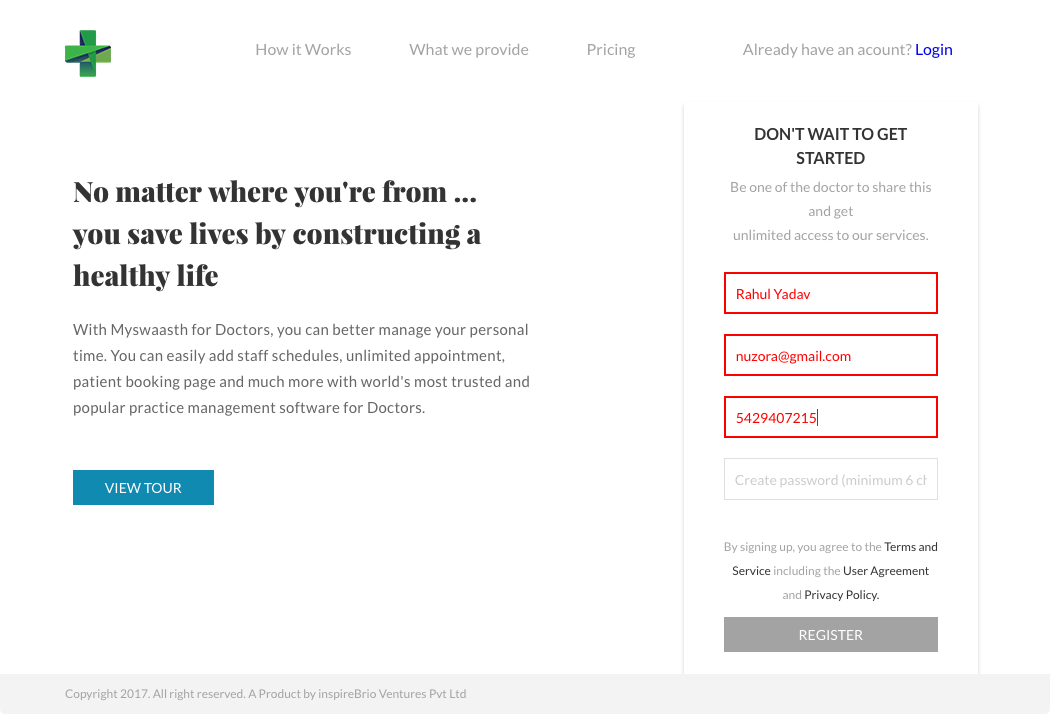 How it Works
What we provide
Pricing
Already have an acount? Login
No matter where you're from ...
you save lives by constructing a
healthy life
With Myswaasth for Doctors, you can better manage your personal
time. You can easily add staff schedules, unlimited appointment,
patient booking page and much more with world's most trusted and
popular practice management software for Doctors.
VIEW TOUR
DON'T WAIT TO GET
STARTED
Be one of the doctor to share this
and get
unlimited access to our services.
Rahul Yadav
nuzora@gmail.com
5429407215
Create password (minimum 6 ch
By signing up, you agree to the Terms and
Service including the User Agreement
and Privacy Policy.
REGISTER
Copyright 2017. All right reserved. A Product by inspireBrio Ventures Pvt Ltd